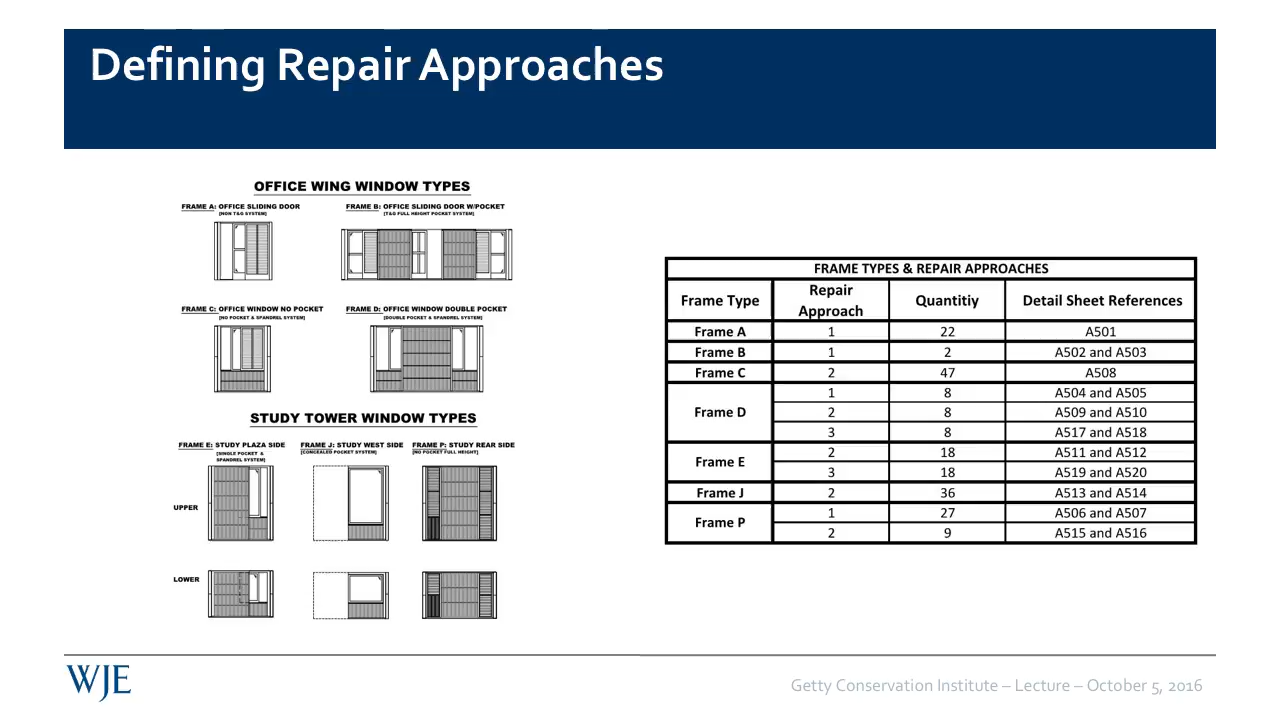 Defining Repair Approaches
OFFICE WING WINDOW TYPES
FRAME A: OFFICE SLIDING DOOR
[NON T&G SYSTEM]
FRAME B: OFFICE SLIDING DOOR W/POCKET
[T&G FULL HEIGHT POCKET SYSTEM]
FRAME C: OFFICE WINDOW NO POCKET
[NO POCKET & SPANDREL SYSTEM]
FRAME D: OFFICE WINDOW DOUBLE POCKET
[DOUBLE POCKET & SPANDREL SYSTEM]
STUDY TOWER WINDOW TYPES
FRAME E: STUDY PLAZA SIDE
[SINGLE POCKET &
SPANDREL SYSTEM]
FRAME J: STUDY WEST SIDE
[CONCEALED POCKET SYSTEM]
FRAME P: STUDY REAR SIDE
[NO POCKET FULL HEIGHT]
UPPER
LOWER
FRAME TYPES & REPAIR APPROACHES
Frame Type Repair Approach Quantitiy Detail Sheet References
Frame A 1 22 A501
Frame B 1 2 A502 and A503
Frame C 2 47 A508
Frame D 1 8 A504 and A505
2 8 A509 and A510
3 8 A517 and A518
Frame E 2 18 A511 and A512
3 18 A519 and A520
Frame J 2 36 A513 and A514
Frame P 1 27 A506 and A507
2 9 A515 and A516
WJE
Getty Conservation Institute – Lecture – October 5, 2016